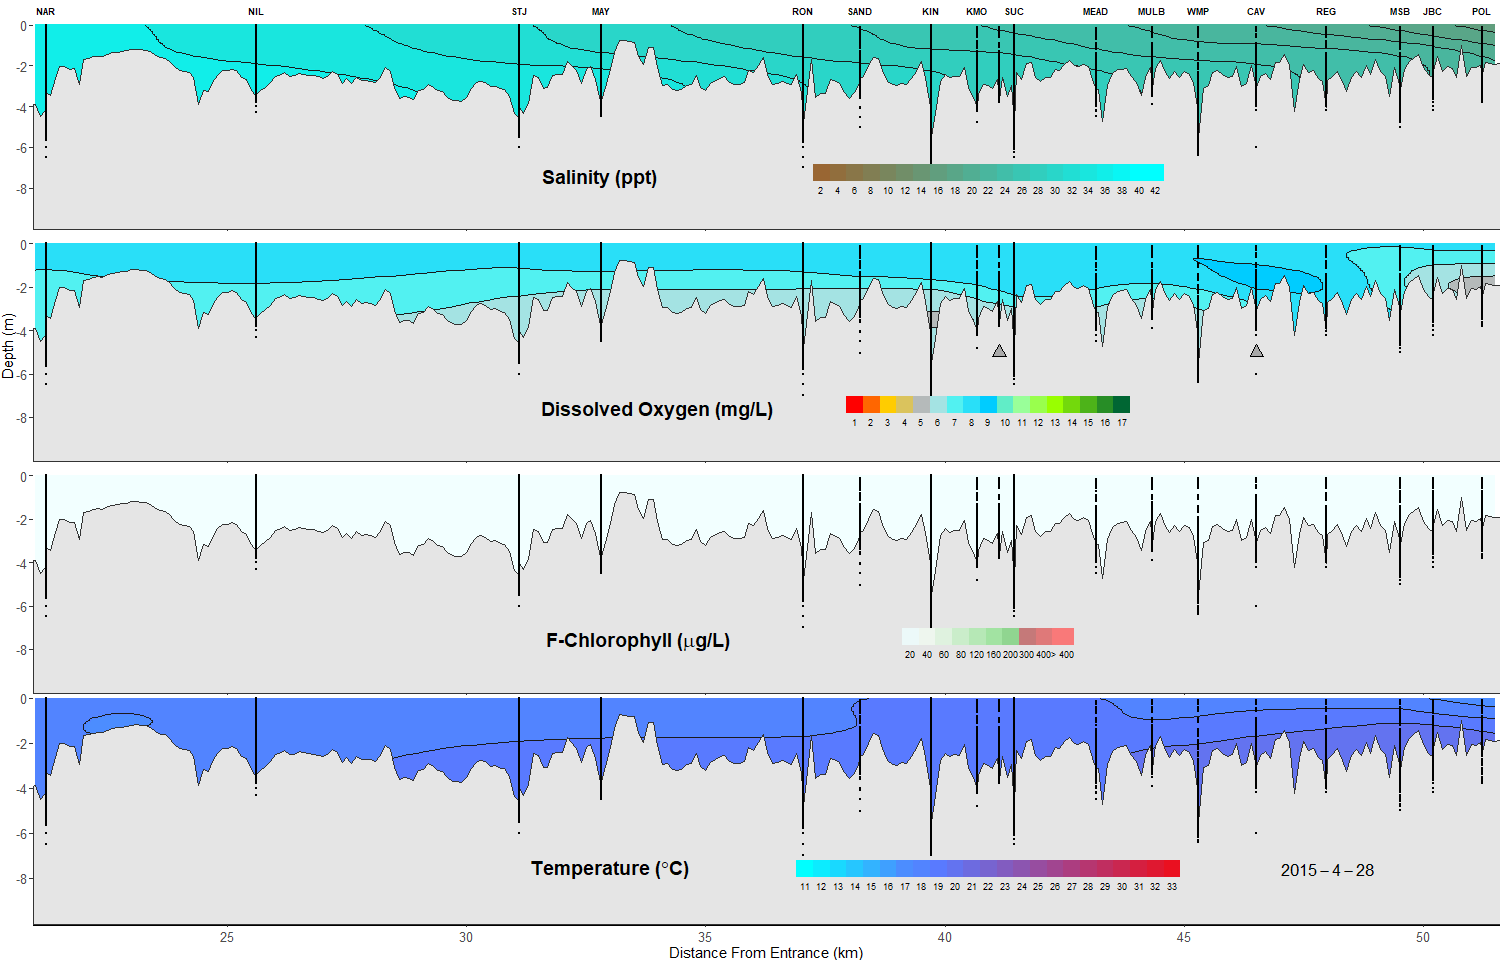 NAR NIL STJ MAY RON SAND KIN KMO SUC MEAD MULB WMP CAV REG MSB JBC POL
0
-2
-4
-6
-8
Salinity (ppt)
2 4 6 8 10 12 14 16 18 20 22 24 26 28 30 32 34 36 38 40 42
0
-2
-4
-6
-8
Depth (m)
Dissolved Oxygen (mg/L)
1 2 3 4 5 6 7 8 9 10 11 12 13 14 15 16 17
0
-2
-4
-6
-8
F-Chlorophyll (μg/L)
20 40 60 80 120 160 200 300 400> 400
0
-2
-4
-6
-8
Temperature (°C)
11 12 13 14 15 16 17 18 19 20 21 22 23 24 25 26 27 28 29 30 31 32 33
2015 – 4 – 28
25 30 35 40 45 50
Distance From Entrance (km)